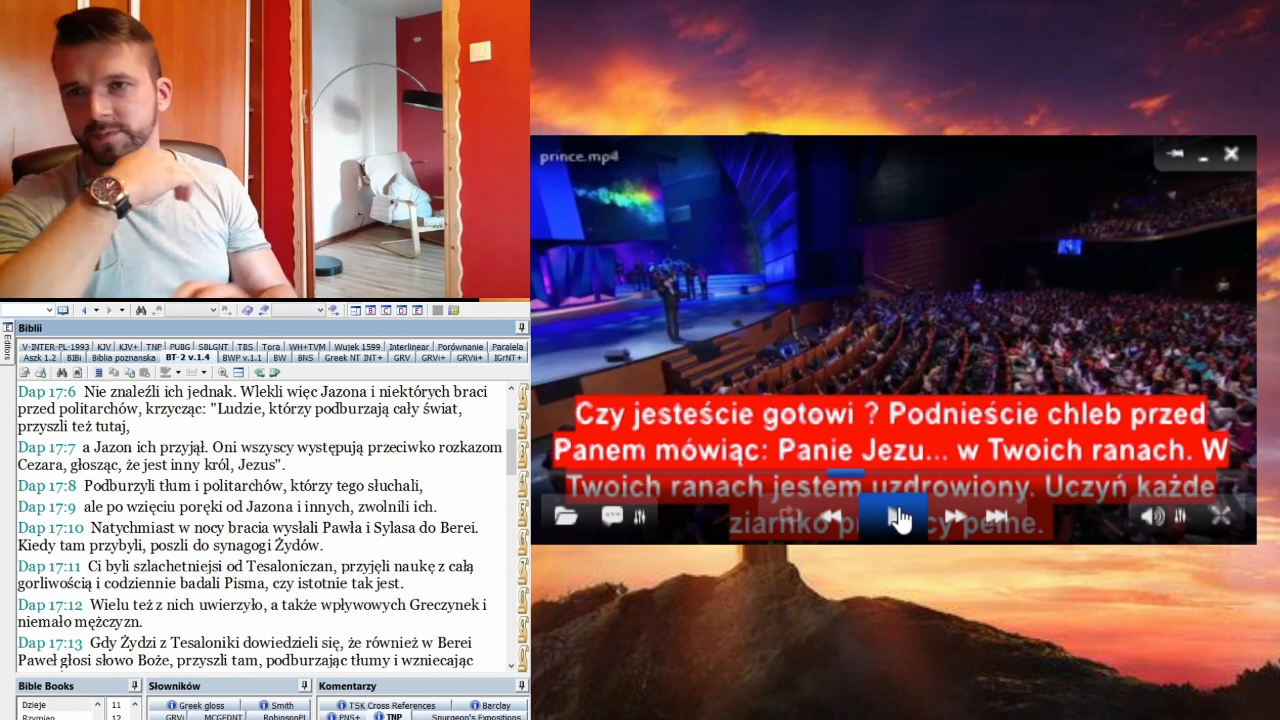 prince.mp4
Czy jesteście gotowi ? Podnieście chleb przed
Panem mówiąc: Panie Jezu... w Twoich ranach. W
Twoich ranach jestem uzdrowiony. Uczyń każde
ziarnko
Editors
Biblii
V-INTER-PL-1993 KJV KJV+ TNP PUBG SBLGNT TBS Tora WH+TVM Wujek 1599 Interlinear Porównanie Paralela
Aszk 1.2 BIBi Biblia poznanska BT-2 v.1.4 BWP v.1.1 BW BNS Greek NT INT+ GRV GRVi+ GRVii+ IGrNT+
Dap 17:6 Nie znaleźli ich jednak. Wlekli więc Jazona i niektórych braci
przed politarchów, krzycząc: "Ludzie, którzy podburzają cały świat,
przyszli też tutaj,
Dap 17:7 a Jazon ich przyjął. Oni wszyscy występują przeciwko rozkazom
Cezara, głosząc, że jest inny król, Jezus".
Dap 17:8 Podburzyli tłum i politarchów, którzy tego słuchali,
Dap 17:9 ale po wzięciu poręki od Jazona i innych, zwolnili ich.
Dap 17:10 Natychmiast w nocy bracia wysłali Pawła i Sylasa do Berei.
Kiedy tam przybyli, poszli do synagogi Żydów.
Dap 17:11 Ci byli szlachetniejsi od Tesaloniczan, przyjęli naukę z całą
gorliwością i codziennie badali Pisma, czy istotnie tak jest.
Dap 17:12 Wielu też z nich uwierzyło, a także wpływowych Greczynek i
niemało mężczyzn.
Dap 17:13 Gdy Żydzi z Tesaloniki dowiedzieli się, że również w Berei
Paweł głosi słowo Boże, przyszli tam, podburzając tłumy i wzniecając
Bible Books Słowników Komentarzy
Dzieje 11 Greek gloss Smith TSK Cross References Barclay
Rzymian 12 GRVi MCGEDNT RobinsonPI PNS+ TNP Spurgeon's Expositions